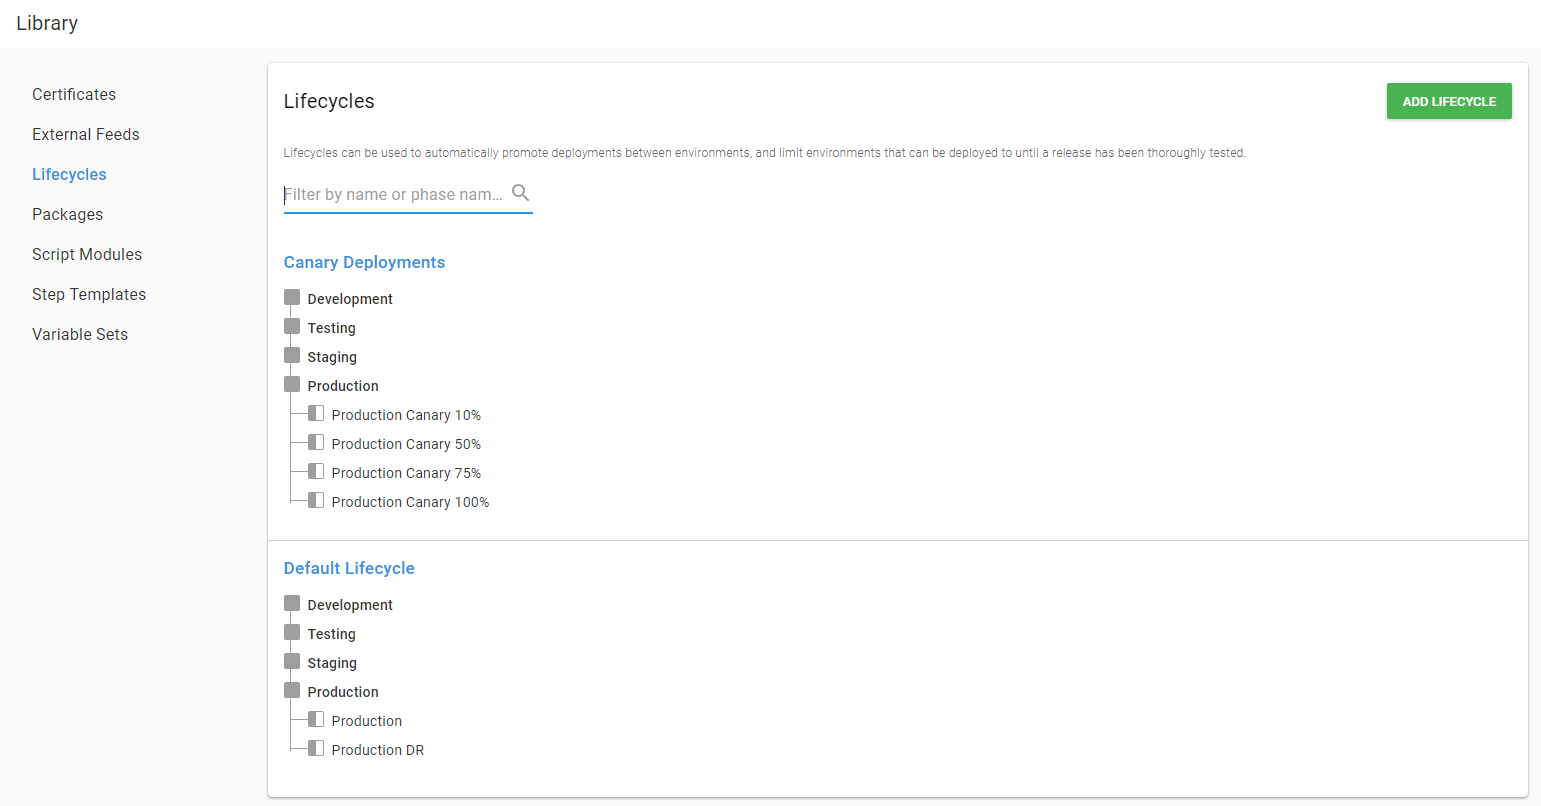 Library
Certificates
External Feeds
Lifecycles
Packages
Script Modules
Step Templates
Variable Sets
Lifecycles
ADD LIFECYCLE
Lifecycles can be used to automatically promote deployments between environments, and limit environments that can be deployed to until a release has been thoroughly tested.
Filter by name or phase nam...
Canary Deployments
Development
Testing
Staging
Production
Production Canary 10%
Production Canary 50%
Production Canary 75%
Production Canary 100%
Default Lifecycle
Development
Testing
Staging
Production
Production
Production DR